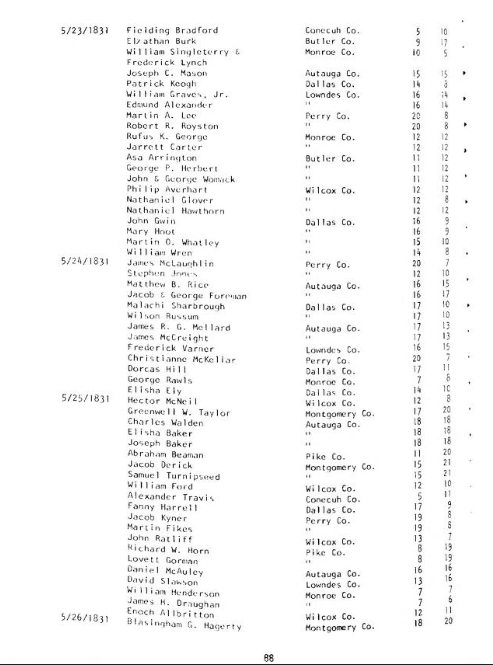 5/23/1831 Fielding Bradford Conecuh Co. 5 10
Elzathan Burk Butler Co. 9 17
William Singleterry & Monroe Co. 10 5
Frederick Lynch
Joseph C. Mason Autauga Co. 15 15
Patrick Keogh Dallas Co. 14 8
William Graves, Jr. Lowndes Co. 16 14
Edmund Alexander " 16 14
Martin A. Lee Perry Co. 20 8
Robert R. Royston " 20 8
Rufus K. George Monroe Co. 12 12
Jarrett Carter " 12 12
Asa Arrington Butler Co. 11 12
George P. Herbert " 11 12
John & George Womack " 11 12
Philip Averhart Wilcox Co. 12 12
Nathaniel Glover " 12 8
Nathaniel Hawthorn " 12 12
John Gwin Dallas Co. 16 9
Mary Hoot " 16 9
Martin O. Whatley " 15 10
William Wren " 14 8
5/24/1831 James McLaughlin Perry Co. 20 7
Stephen Jones " 12 10
Matthew B. Rice Autauga Co. 16 15
Jacob & George Foreman " 16 17
Malachi Sharbrough Dallas Co. 17 10
Wilson Russum " 17 10
James R. G. Mellard Autauga Co. 17 13
James McCreight " 17 13
Frederick Varner Lowndes Co. 16 15
Christianne McKellar Perry Co. 20 7
Dorcas Hill Dallas Co. 17 11
George Rawls Monroe Co. 7 8
Elisha Ely Dallas Co. 14 10
5/25/1831 Hector McNeil Wilcox Co. 12 8
Greenwell W. Taylor Montgomery Co. 17 20
Charles Walden Autauga Co. 18 18
Elisha Baker " 18 18
Joseph Baker " 18 18
Abraham Beaman Pike Co. 11 20
Jacob Derick Montgomery Co. 15 21
Samuel Turnipseed " 15 21
William Ford Wilcox Co. 12 10
Alexander Travis Conecuh Co. 5 11
Fanny Harrell Dallas Co. 17 9
Jacob Kyner Perry Co. 19 8
Martin Fikes " 19 8
John Ratliff Wilcox Co. 13 7
Richard W. Horn Pike Co. 8 19
Lovett Gorman " 8 19
Daniel McAuley Autauga Co. 16 16
David Slawson Lowndes Co. 13 16
William Henderson Monroe Co. 7 7
James H. Draughan " 7 6
5/26/1831 Enoch Allbritton Wilcox Co. 12 11
Blasingham G. Hagerty Montgomery Co. 18 20
88